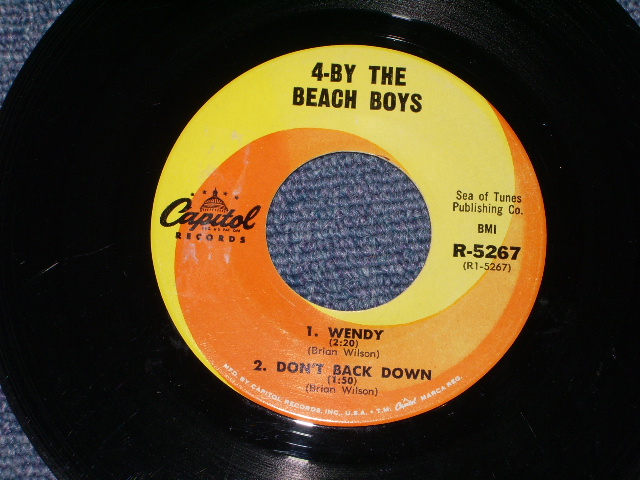 4-BY THE
BEACH BOYS
Capitol
RECORDS
Sea of Tunes
Publishing Co.
BMI
R-5267
(R1-5267)
1. WENDY
(2:20)
(Brian Wilson)
2. DON'T BACK DOWN
(1:50)
(Brian Wilson)
MFD. BY CAPITOL RECORDS, INC., U.S.A. • T.M. Capitol MARCA REG.